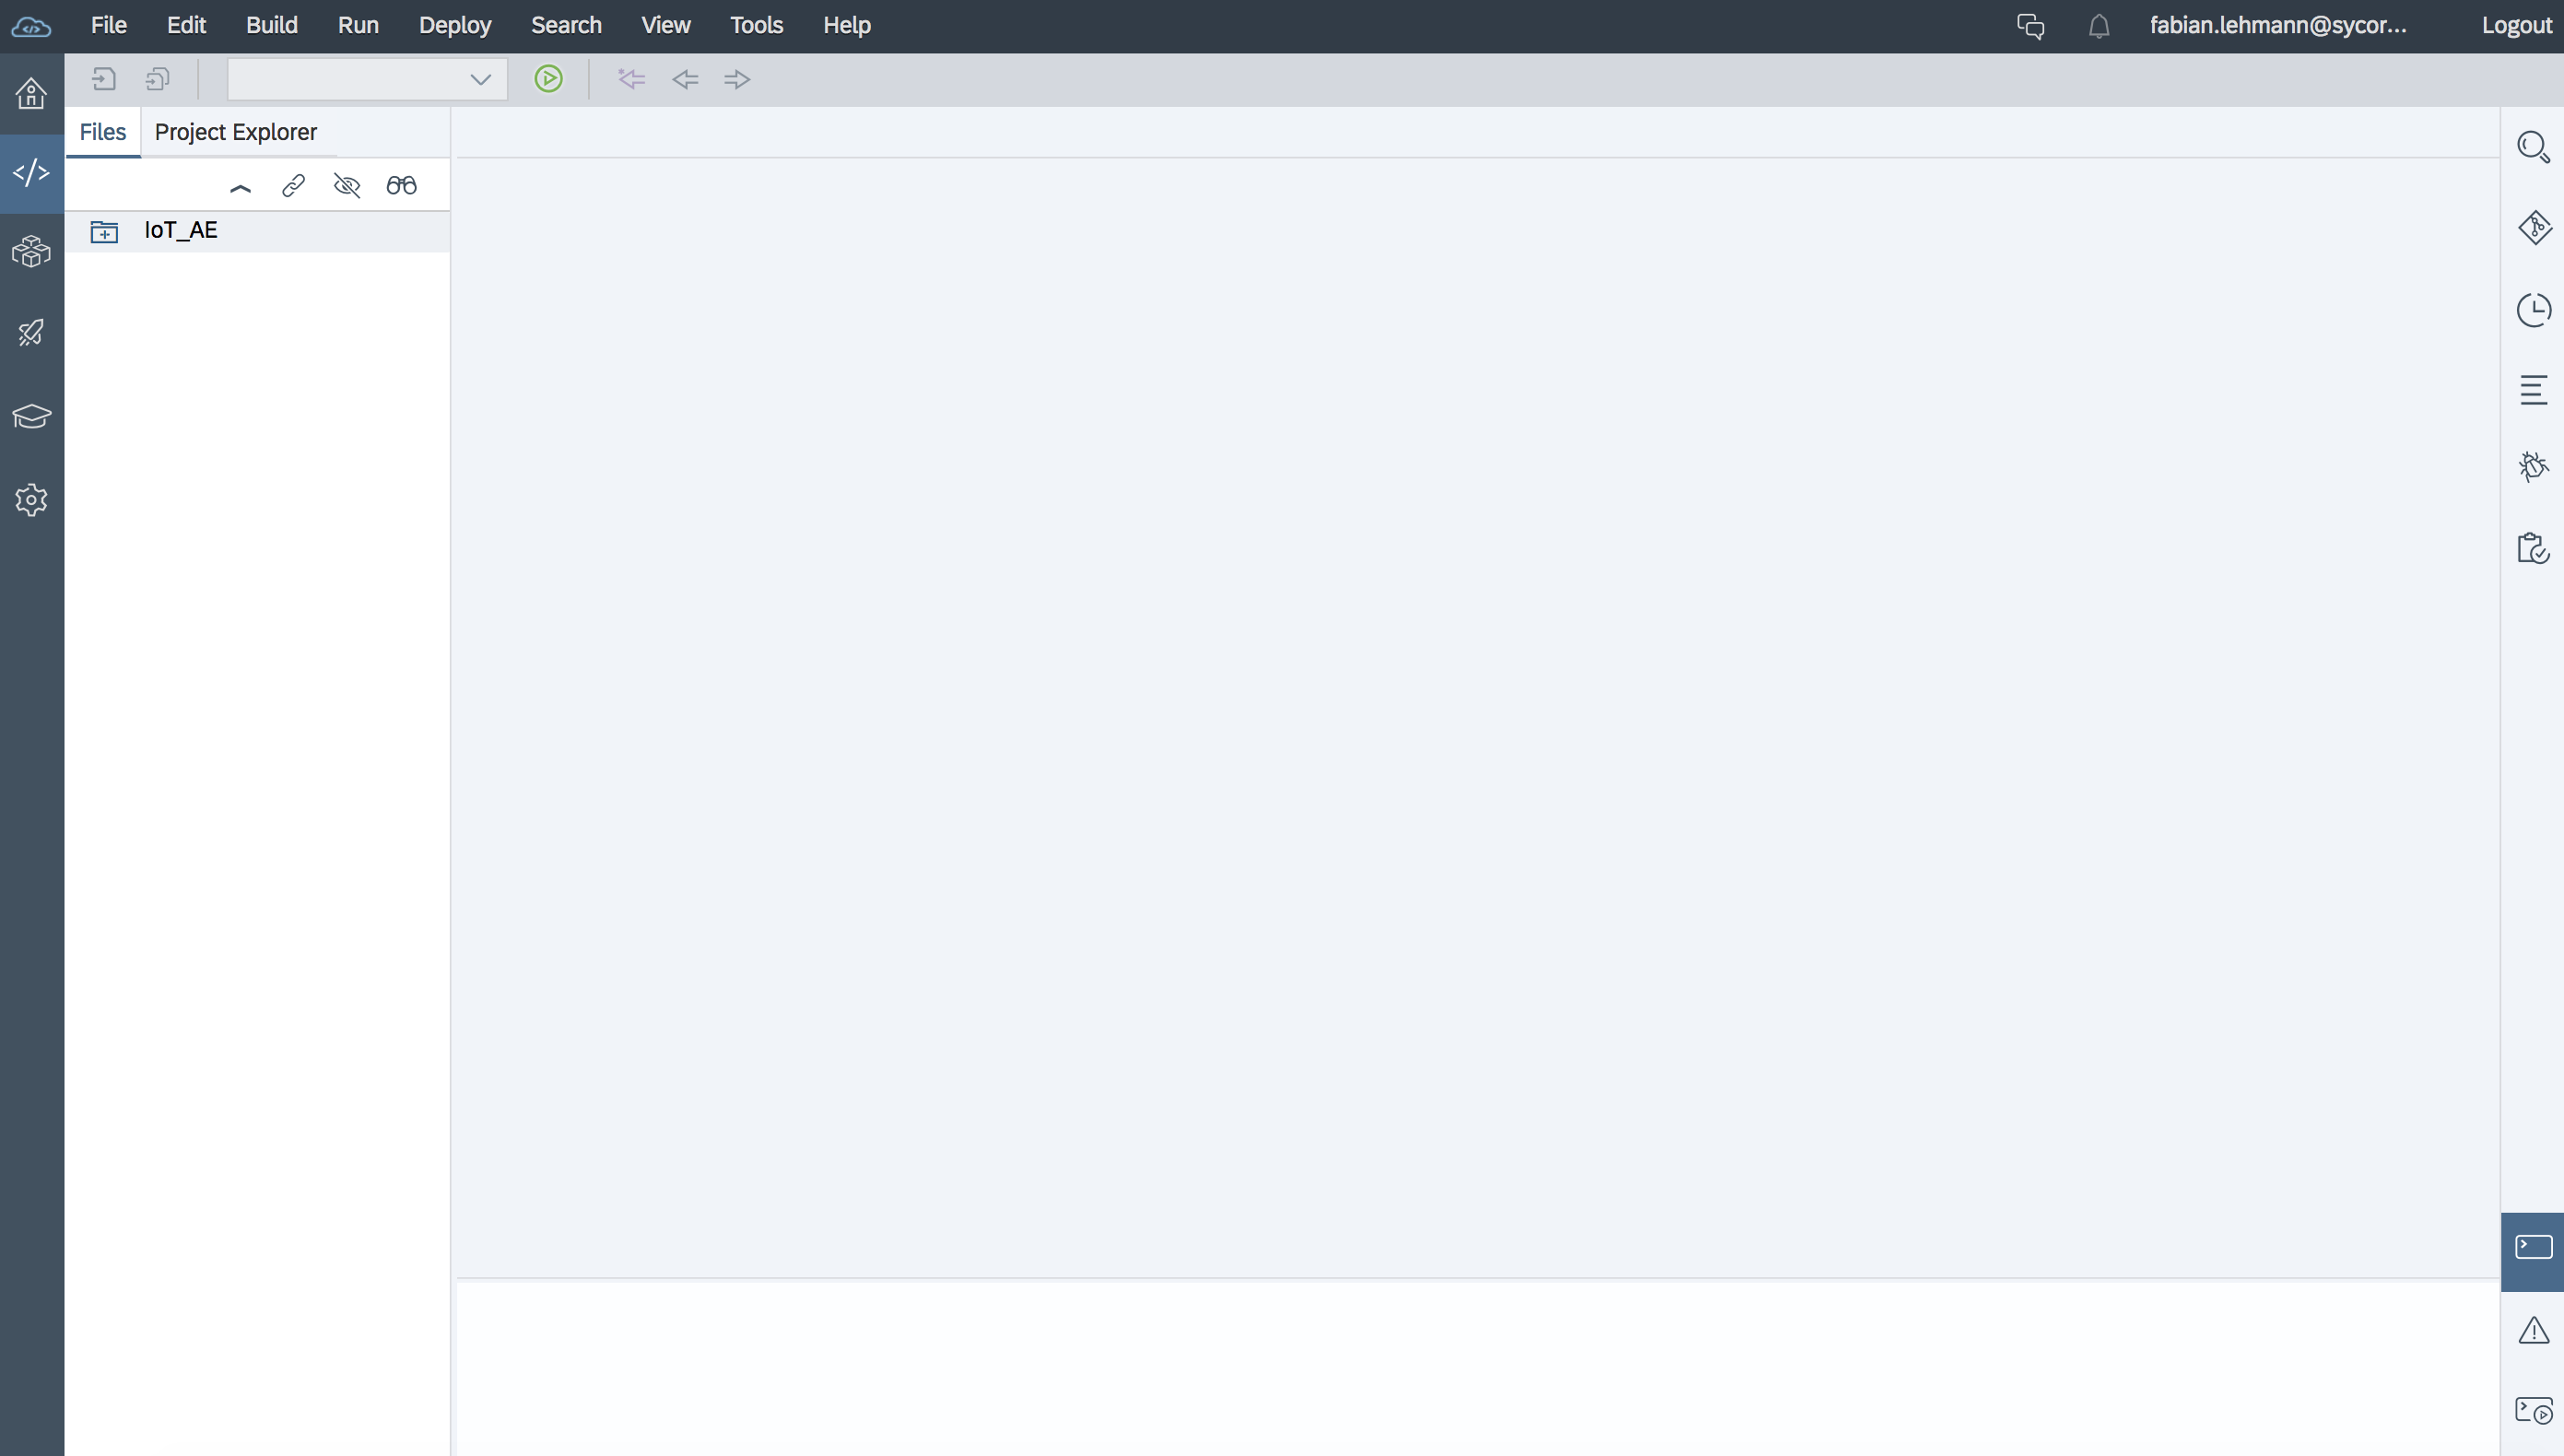 File Edit Build Run Deploy Search View Tools Help fabian.lehmann@sycor... Logout
Files Project Explorer
IoT_AE